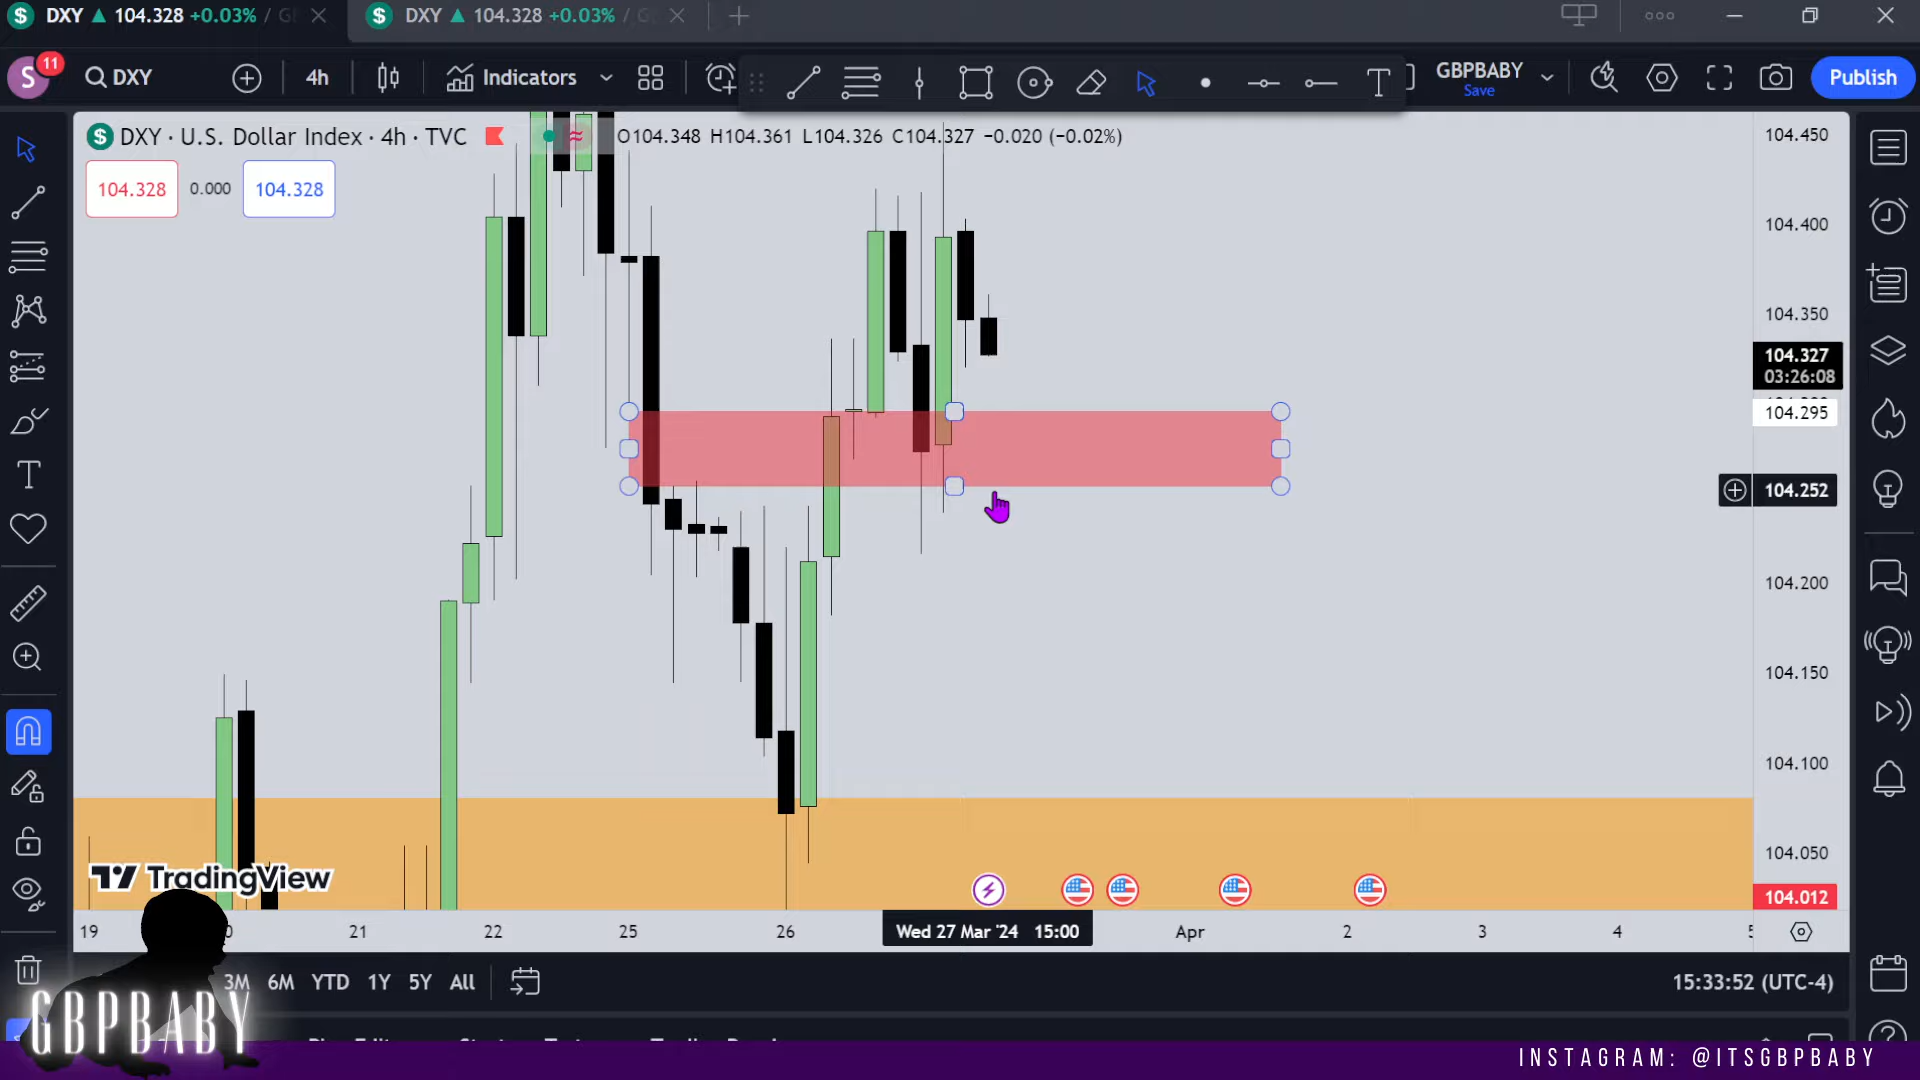 DXY ▲ 104.328 +0.03% /
DXY ▲ 104.328 +0.03% /
S 11
DXY
4h
Indicators
GBPBABY
Save
Publish
DXY · U.S. Dollar Index · 4h · TVC
O104.348 H104.361 L104.326 C104.327 −0.020 (−0.02%)
104.328 0.000 104.328
104.450
104.400
104.350
104.327
03:26:08
104.295
104.252
104.200
104.150
104.100
104.050
104.012
TradingView
19 21 22 25 26 Wed 27 Mar '24 15:00 Apr 2 3 4
3M 6M YTD 1Y 5Y All
15:33:52 (UTC-4)
GBPBABY
INSTAGRAM: @ITSGBPBABY